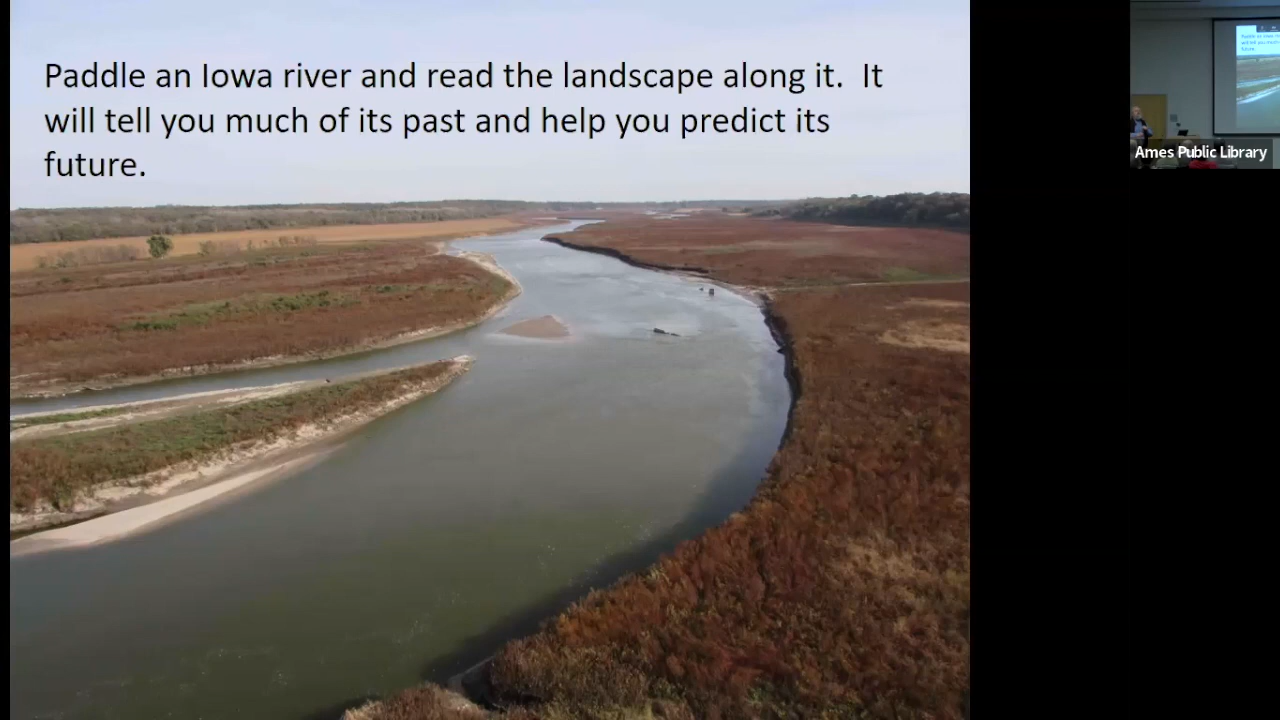 Paddle an Iowa river and read the landscape along it.  It
will tell you much of its past and help you predict its
future.
Ames Public Library